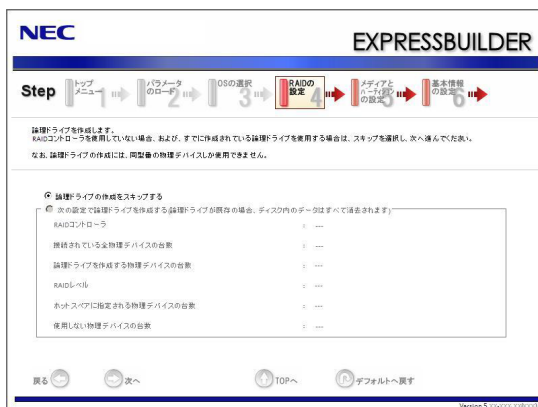 NEC
EXPRESSBUILDER
Step
トップメニュー 1
パラメータのロード 2
OSの選択 3
RAIDの設定 4
メディアとパーティションの設定 5
基本情報の設定 6
論理ドライブを作成します。
RAIDコントローラを使用していない場合、および、すでに作成されている論理ドライブを使用する場合は、スキップを選択し、次へ進んでください。
なお、論理ドライブの作成には、同型番の物理デバイスしか使用できません。
論理ドライブの作成をスキップする
次の設定で論理ドライブを作成する(論理ドライブが既存の場合、ディスク内のデータはすべて消去されます)
RAIDコントローラ : ---
接続されている全物理デバイスの台数 : ---
論理ドライブを作成する物理デバイスの台数 : ---
RAIDレベル : ---
ホットスペアに指定される物理デバイスの台数 : ---
使用しない物理デバイスの台数 : ---
戻る
次へ
TOPへ
デフォルトへ戻す
Version 5